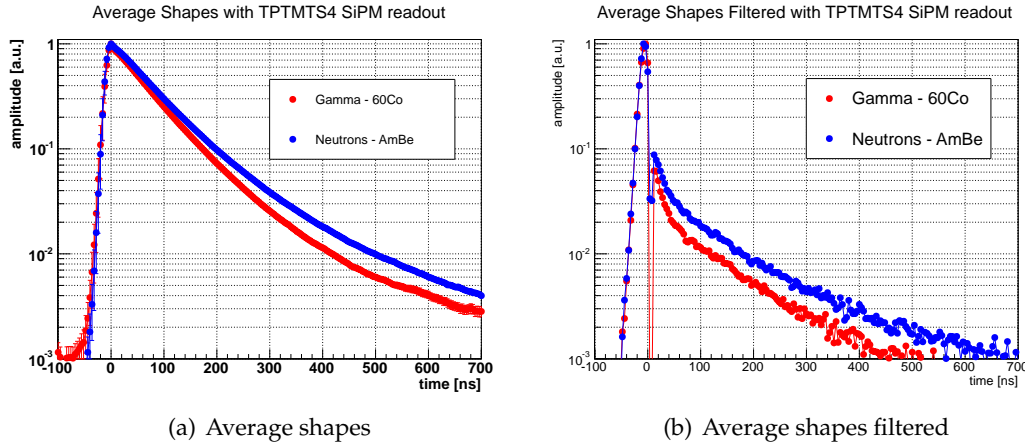 Average Shapes with TPTMTS4 SiPM readout
amplitude [a.u.]
1
10⁻¹
10⁻²
10⁻³
Gamma - 60Co
Neutrons - AmBe
-100 0 100 200 300 400 500 600 700
time [ns]
(a) Average shapes
Average Shapes Filtered with TPTMTS4 SiPM readout
amplitude [a.u.]
1
10⁻¹
10⁻²
10⁻³
Gamma - 60Co
Neutrons - AmBe
-100 0 100 200 300 400 500 600 700
time [ns]
(b) Average shapes filtered